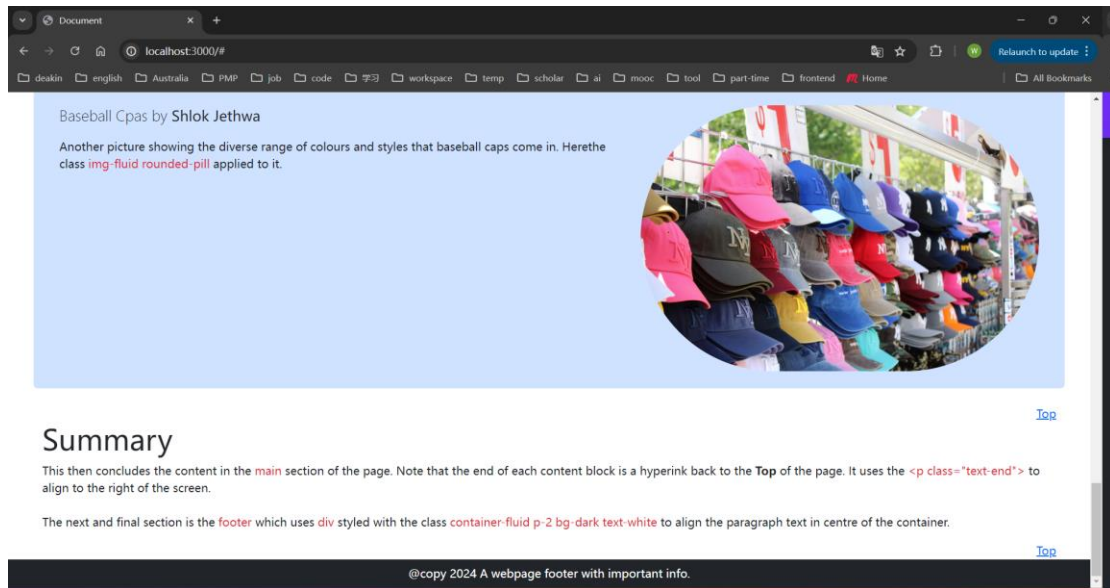 Document
localhost:3000/#
Relaunch to update
deakin english Australia PMP job code 学习 workspace temp scholar ai mooc tool part-time frontend Home All Bookmarks
Baseball Cpas by Shlok Jethwa
Another picture showing the diverse range of colours and styles that baseball caps come in. Herethe
class img-fluid rounded-pill applied to it.
Top
Summary
This then concludes the content in the main section of the page. Note that the end of each content block is a hyperink back to the Top of the page. It uses the <p class="text-end"> to
align to the right of the screen.
The next and final section is the footer which uses div styled with the class container-fluid p-2 bg-dark text-white to align the paragraph text in centre of the container.
Top
@copy 2024 A webpage footer with important info.